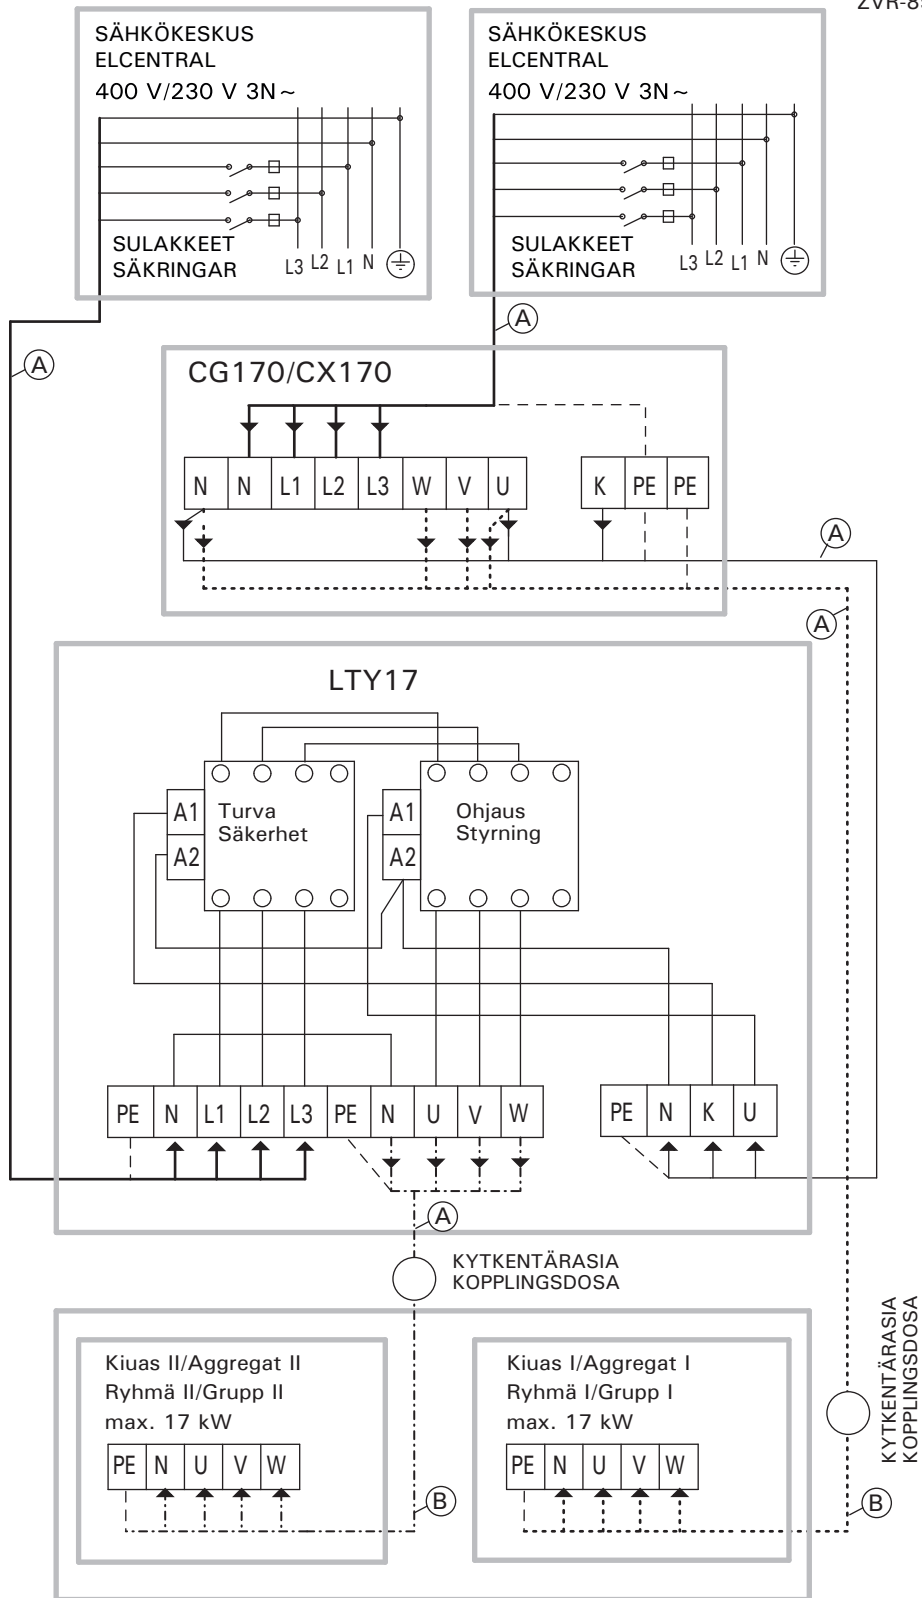 SÄHKÖKESKUS
ELCENTRAL
400 V/230 V 3N~
SULAKKEET
SÄKRINGAR
L3 L2 L1 N
SÄHKÖKESKUS
ELCENTRAL
400 V/230 V 3N~
SULAKKEET
SÄKRINGAR
L3 L2 L1 N
A
A
CG170/CX170
N N L1 L2 L3 W V U
K PE PE
A
A
LTY17
A1
A2
Turva
Säkerhet
A1
A2
Ohjaus
Styrning
PE N L1 L2 L3 PE N U V W
PE N K U
A
KYTKENTÄRASIA
KOPPLINGSDOSA
Kiuas II/Aggregat II
Ryhmä II/Grupp II
max. 17 kW
PE N U V W
B
Kiuas I/Aggregat I
Ryhmä I/Grupp I
max. 17 kW
PE N U V W
B
KYTKENTÄRASIA
KOPPLINGSDOSA